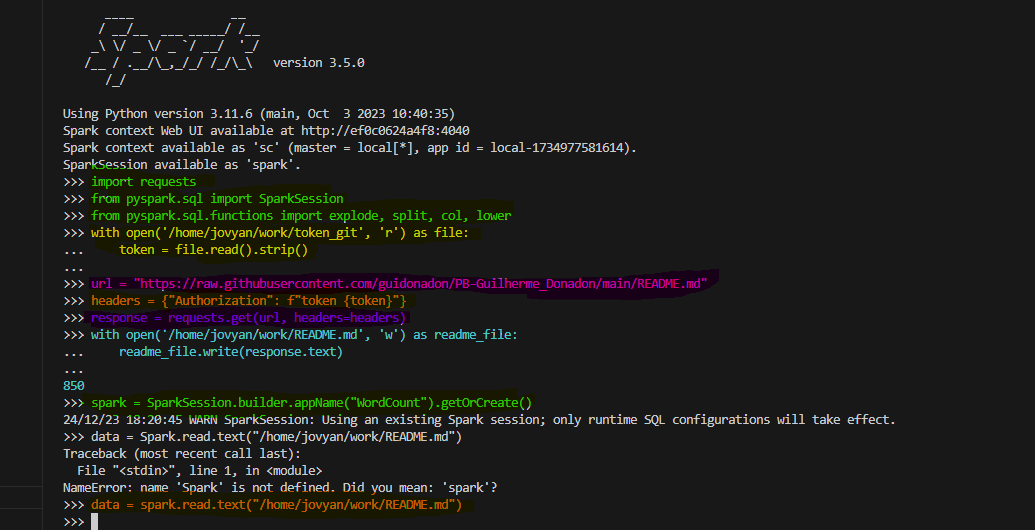 ____              __
     / __/__  ___ _____/ /__
    _\ \/ _ \/ _ `/ __/  '_/
   /__ / .__/\_,_/_/ /_/\_\   version 3.5.0
      /_/
Using Python version 3.11.6 (main, Oct  3 2023 10:40:35)
Spark context Web UI available at http://ef0c0624a4f8:4040
Spark context available as 'sc' (master = local[*], app id = local-1734977581614).
SparkSession available as 'spark'.
>>> import requests
>>> from pyspark.sql import SparkSession
>>> from pyspark.sql.functions import explode, split, col, lower
>>> with open('/home/jovyan/work/token_git', 'r') as file:
...     token = file.read().strip()
...
>>> url = "https://raw.githubusercontent.com/guidonadon/PB-Guilherme_Donadon/main/README.md"
>>> headers = {"Authorization": f"token {token}"}
>>> response = requests.get(url, headers=headers)
>>> with open('/home/jovyan/work/README.md', 'w') as readme_file:
...     readme_file.write(response.text)
...
850
>>> spark = SparkSession.builder.appName("WordCount").getOrCreate()
24/12/23 18:20:45 WARN SparkSession: Using an existing Spark session; only runtime SQL configurations will take effect.
>>> data = Spark.read.text("/home/jovyan/work/README.md")
Traceback (most recent call last):
  File "<stdin>", line 1, in <module>
NameError: name 'Spark' is not defined. Did you mean: 'spark'?
>>> data = spark.read.text("/home/jovyan/work/README.md")
>>>